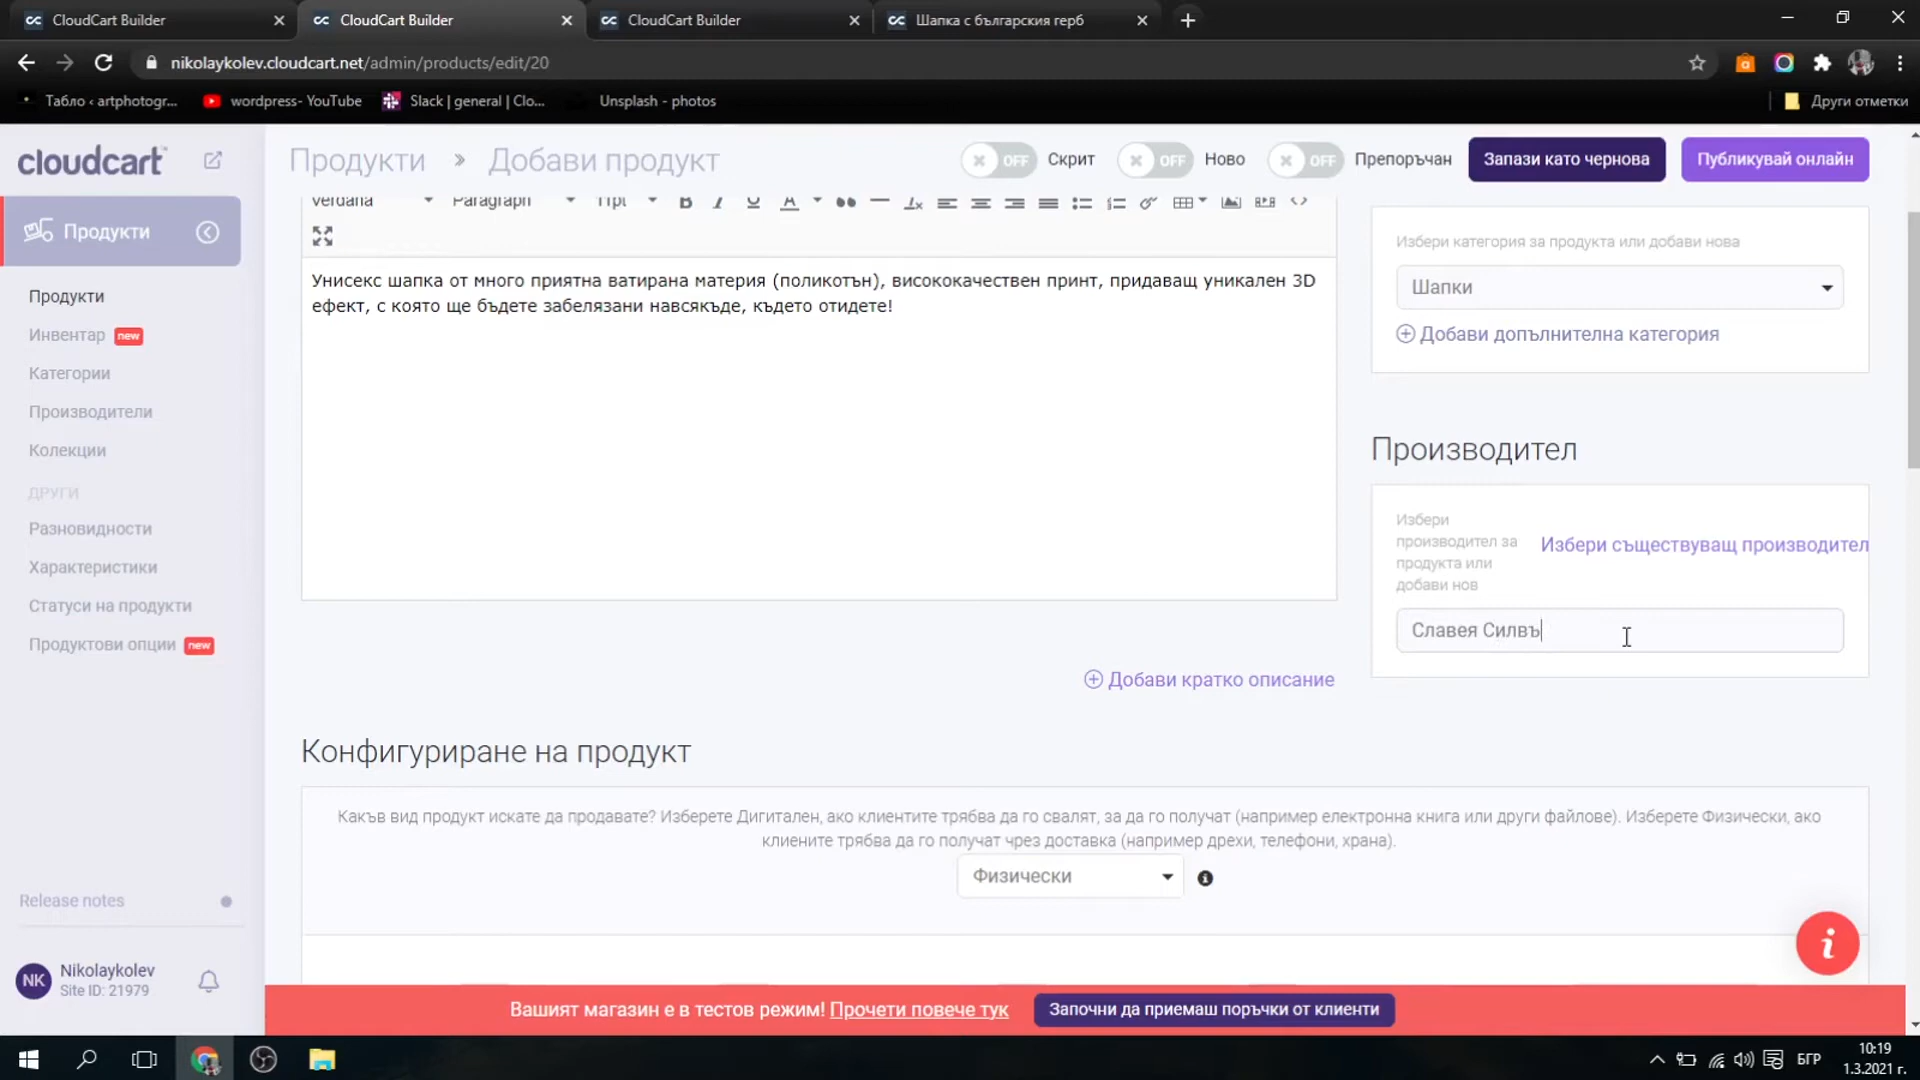 CloudCart Builder
CloudCart Builder
CloudCart Builder
Шапка с българския герб
nikolaykolev.cloudcart.net/admin/products/edit/20
Табло ‹ artphotogr...
wordpress- YouTube
Slack | general | Clo...
Unsplash - photos
Други отметки
cloudcart
Продукти » Добави продукт
OFF Скрит
OFF Ново
OFF Препоръчан
Запази като чернова
Публикувай онлайн
Продукти
Продукти
Инвентар new
Категории
Производители
Колекции
ДРУГИ
Разновидности
Характеристики
Статуси на продукти
Продуктови опции new
Release notes
NK
Nikolaykolev
Site ID: 21979
Verdana
Paragraph
11pt
Унисекс шапка от много приятна ватирана материя (поликотън), висококачествен принт, придаващ уникален 3D
ефект, с която ще бъдете забелязани навсякъде, където отидете!
Добави кратко описание
Избери категория за продукта или добави нова
Шапки
Добави допълнителна категория
Производител
Избери
производител за
продукта или
добави нов
Избери съществуващ производител
Славея Силвъ
Конфигуриране на продукт
Какъв вид продукт искате да продавате? Изберете Дигитален, ако клиентите трябва да го свалят, за да го получат (например електронна книга или други файлове). Изберете Физически, ако
клиените трябва да го получат чрез доставка (например дрехи, телефони, храна).
Физически
Вашият магазин е в тестов режим! Прочети повече тук
Започни да приемаш поръчки от клиенти
БГР
10:19
1.3.2021 г.